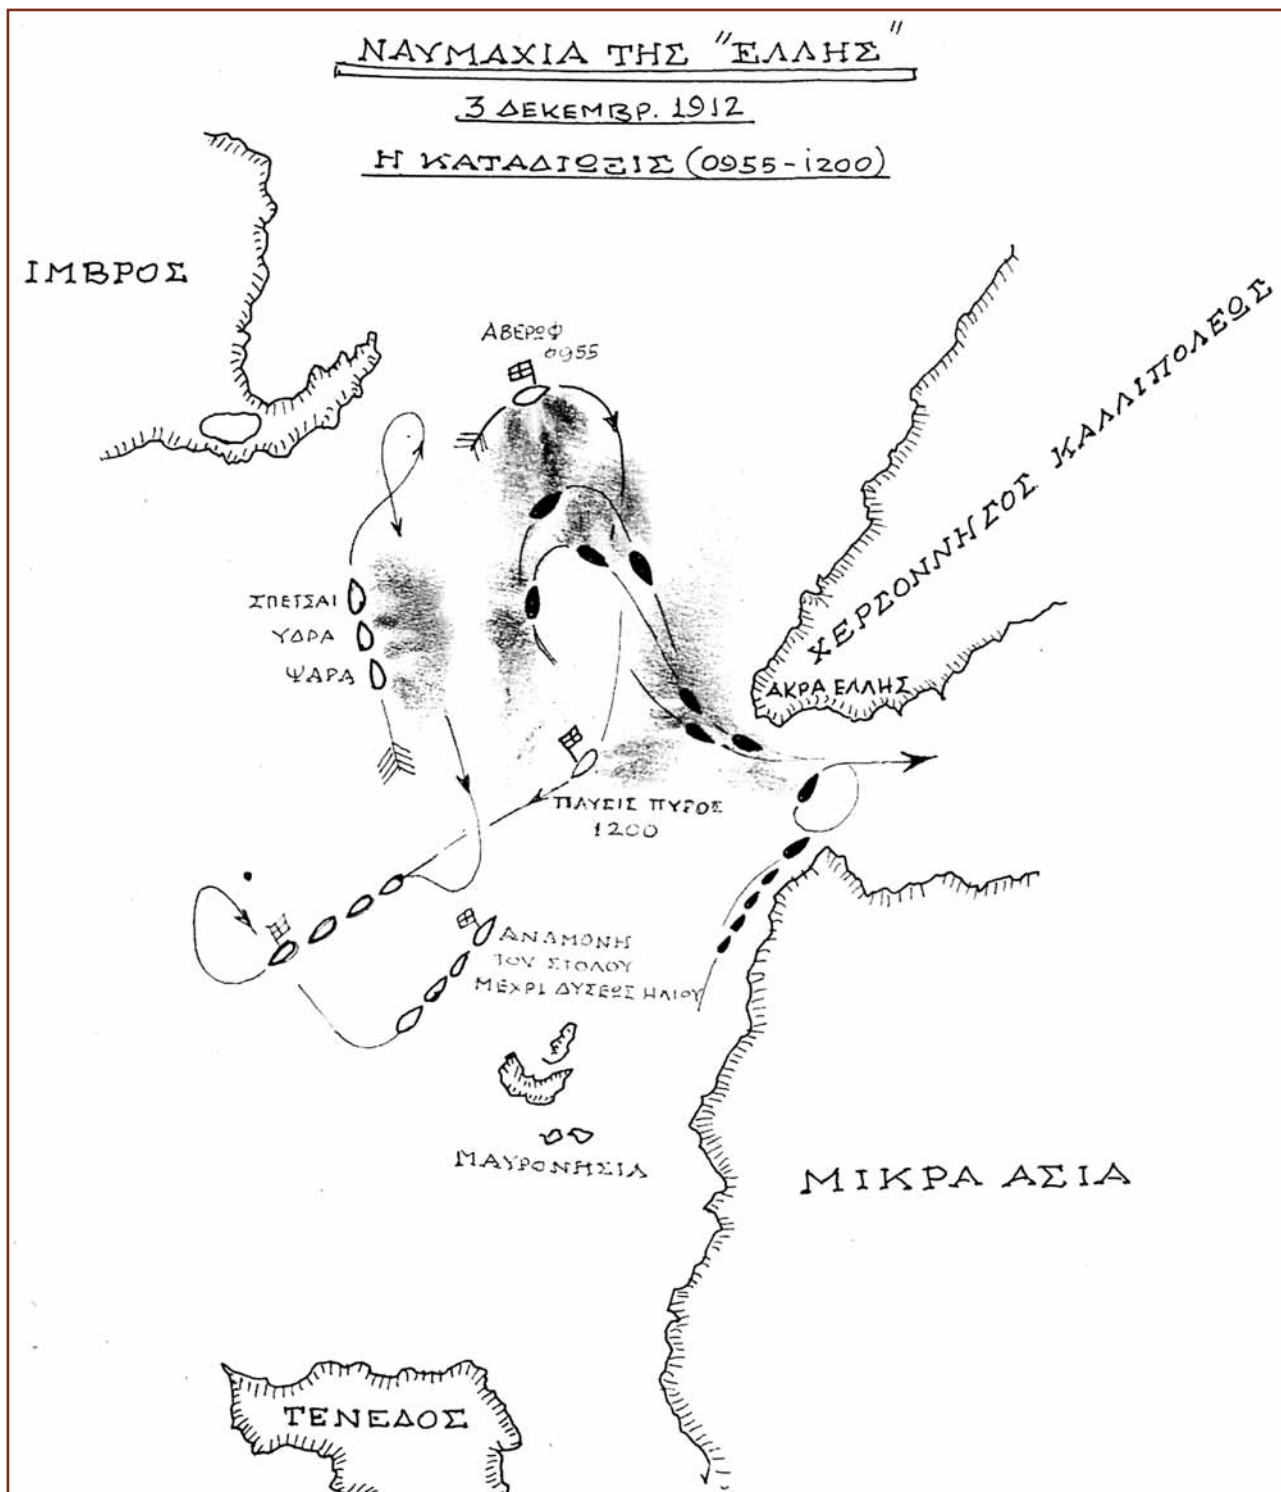 ΝΑΥΜΑΧΙΑ ΤΗΣ "ΕΛΛΗΣ"
3 ΔΕΚΕΜΒΡ. 1912
Η ΚΑΤΑΔΙΩΞΙΣ (0955-1200)
ΙΜΒΡΟΣ
ΑΒΕΡΩΦ
0955
ΧΕΡΣΟΝΝΗΣΟΣ ΚΑΛΛΙΠΟΛΕΩΣ
ΣΠΕΤΣΑΙ
ΥΔΡΑ
ΨΑΡΑ
ΑΚΡΑ ΕΛΛΗΣ
ΠΑΥΣΙΣ ΠΥΡΟΣ
1200
ΑΝΑΜΟΝΗ
ΤΟΥ ΣΤΟΛΟΥ
ΜΕΧΡΙ ΔΥΣΕΩΣ ΗΛΙΟΥ
ΜΑΥΡΟΝΗΣΙΑ
ΜΙΚΡΑ ΑΣΙΑ
ΤΕΝΕΔΟΣ